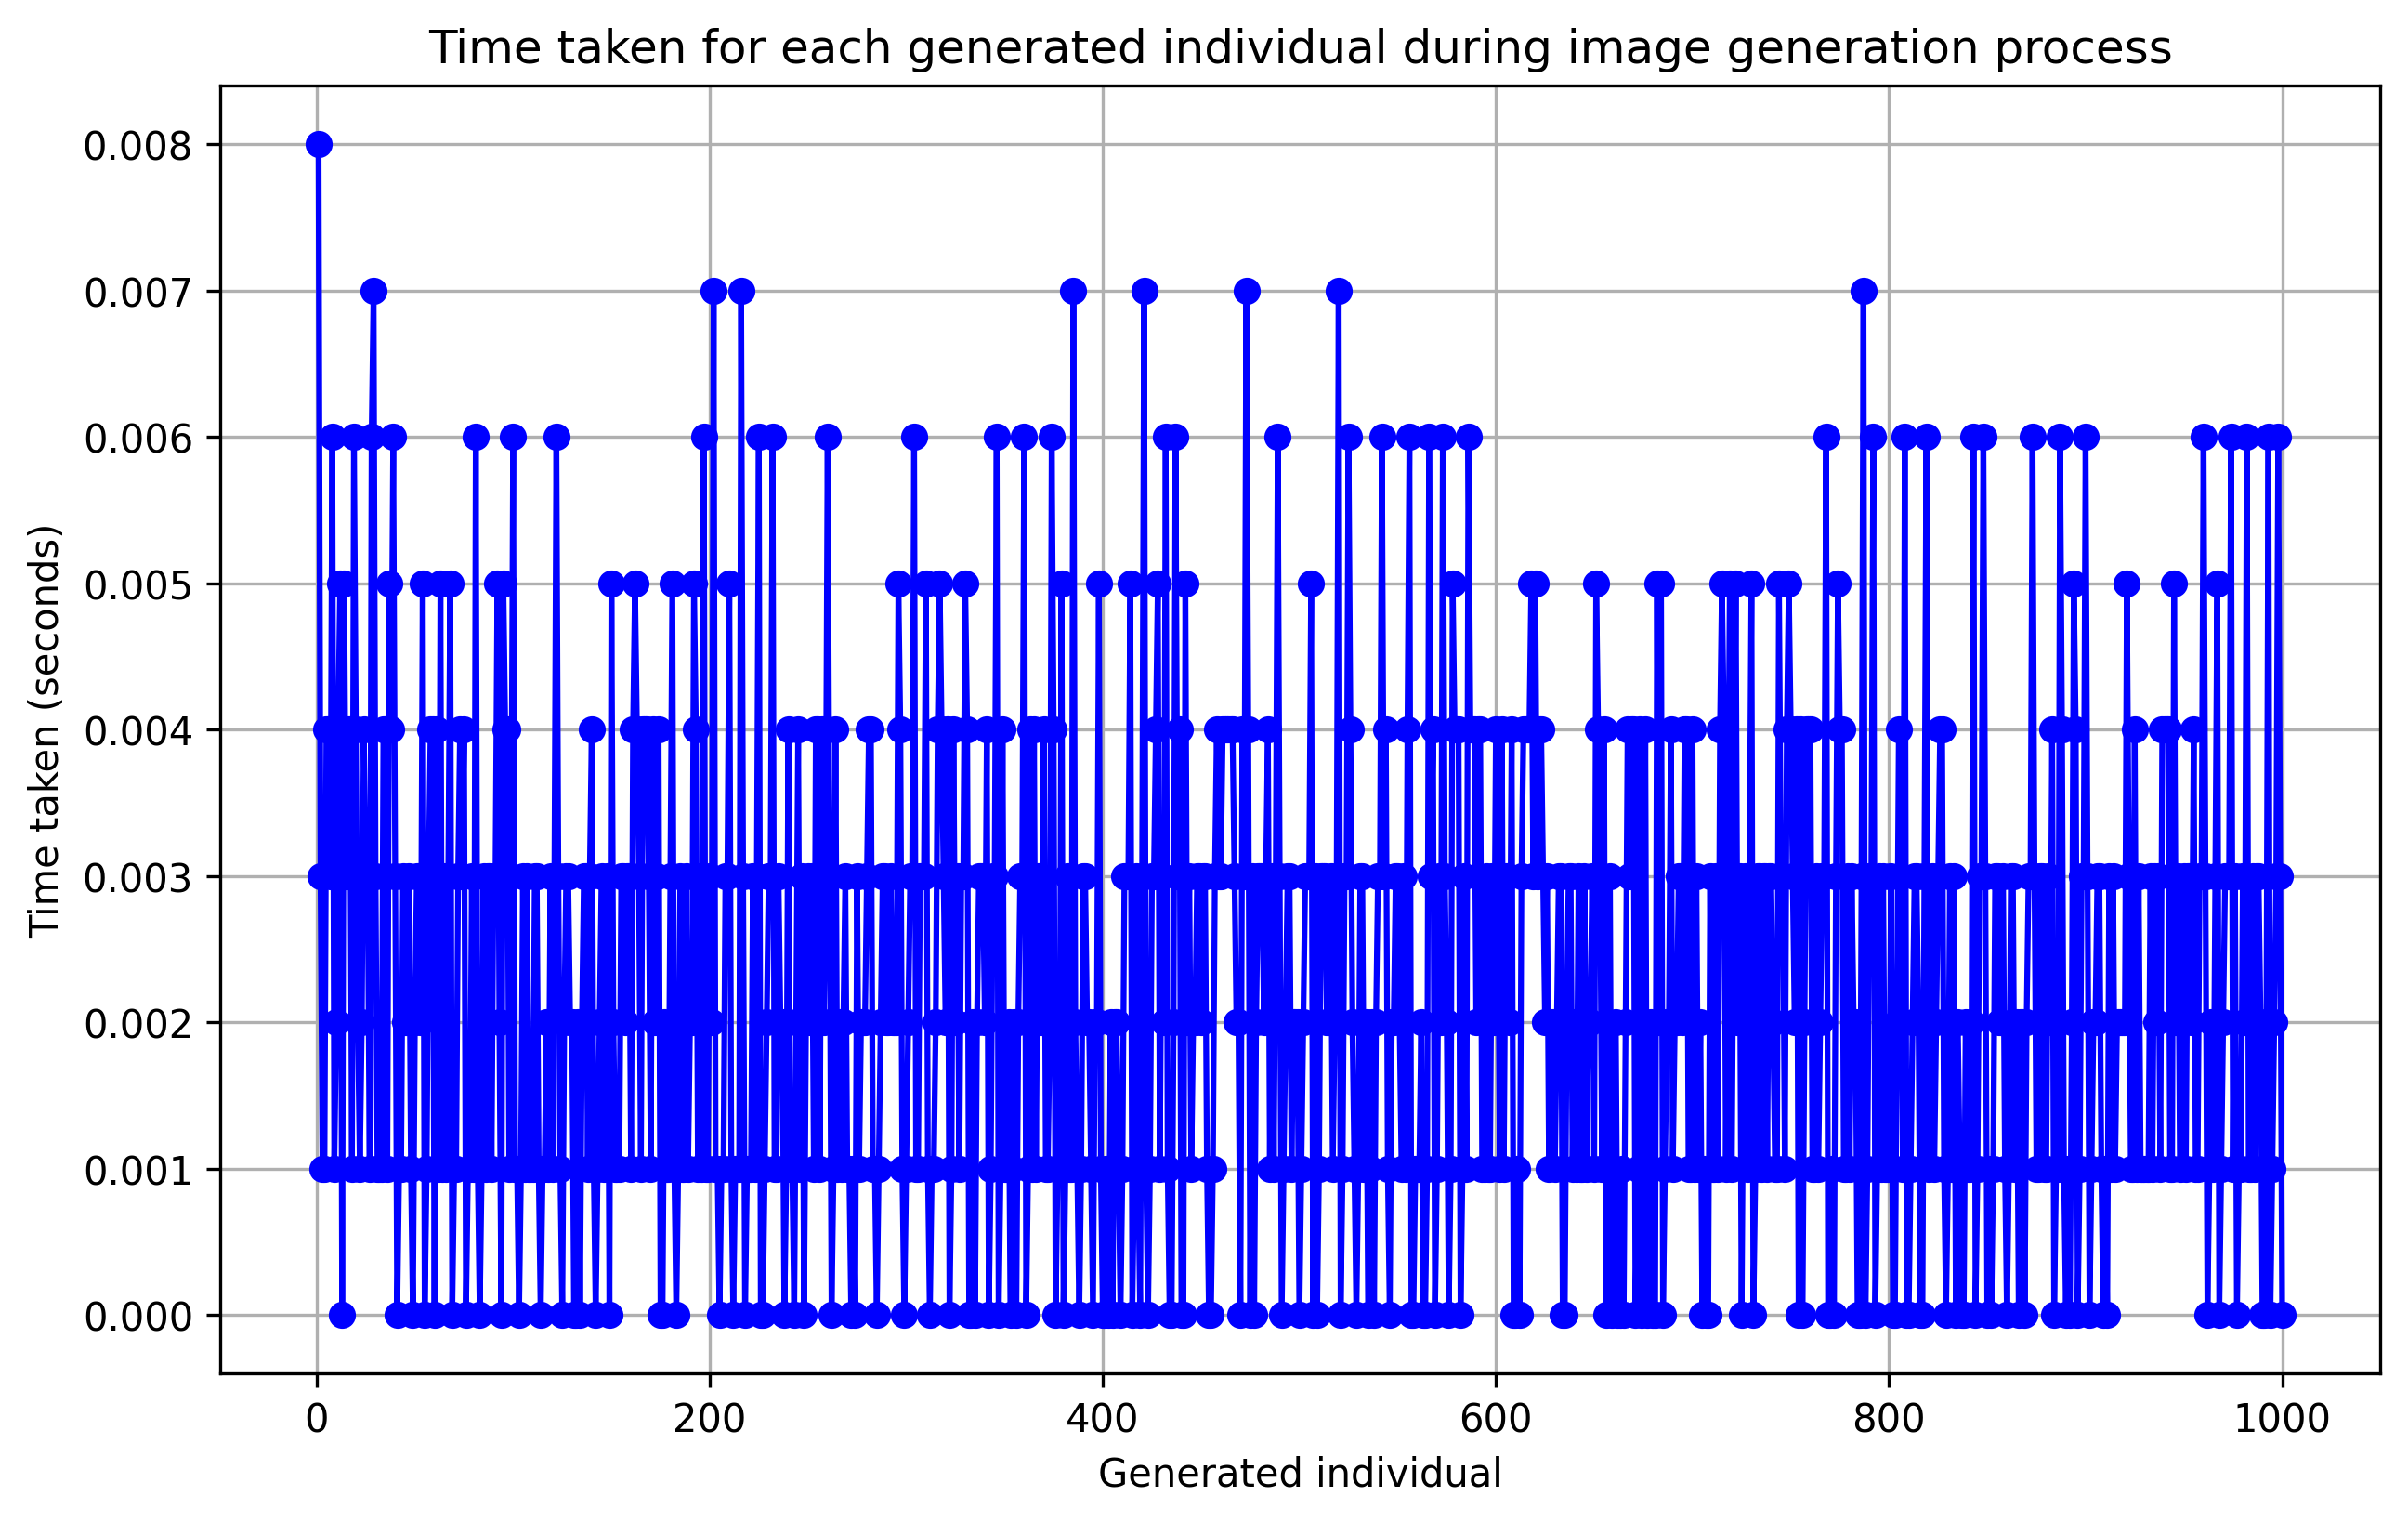 Time taken for each generated individual during image generation process
Time taken (seconds)
0.008
0.007
0.006
0.005
0.004
0.003
0.002
0.001
0.000
0 200 400 600 800 1000
Generated individual